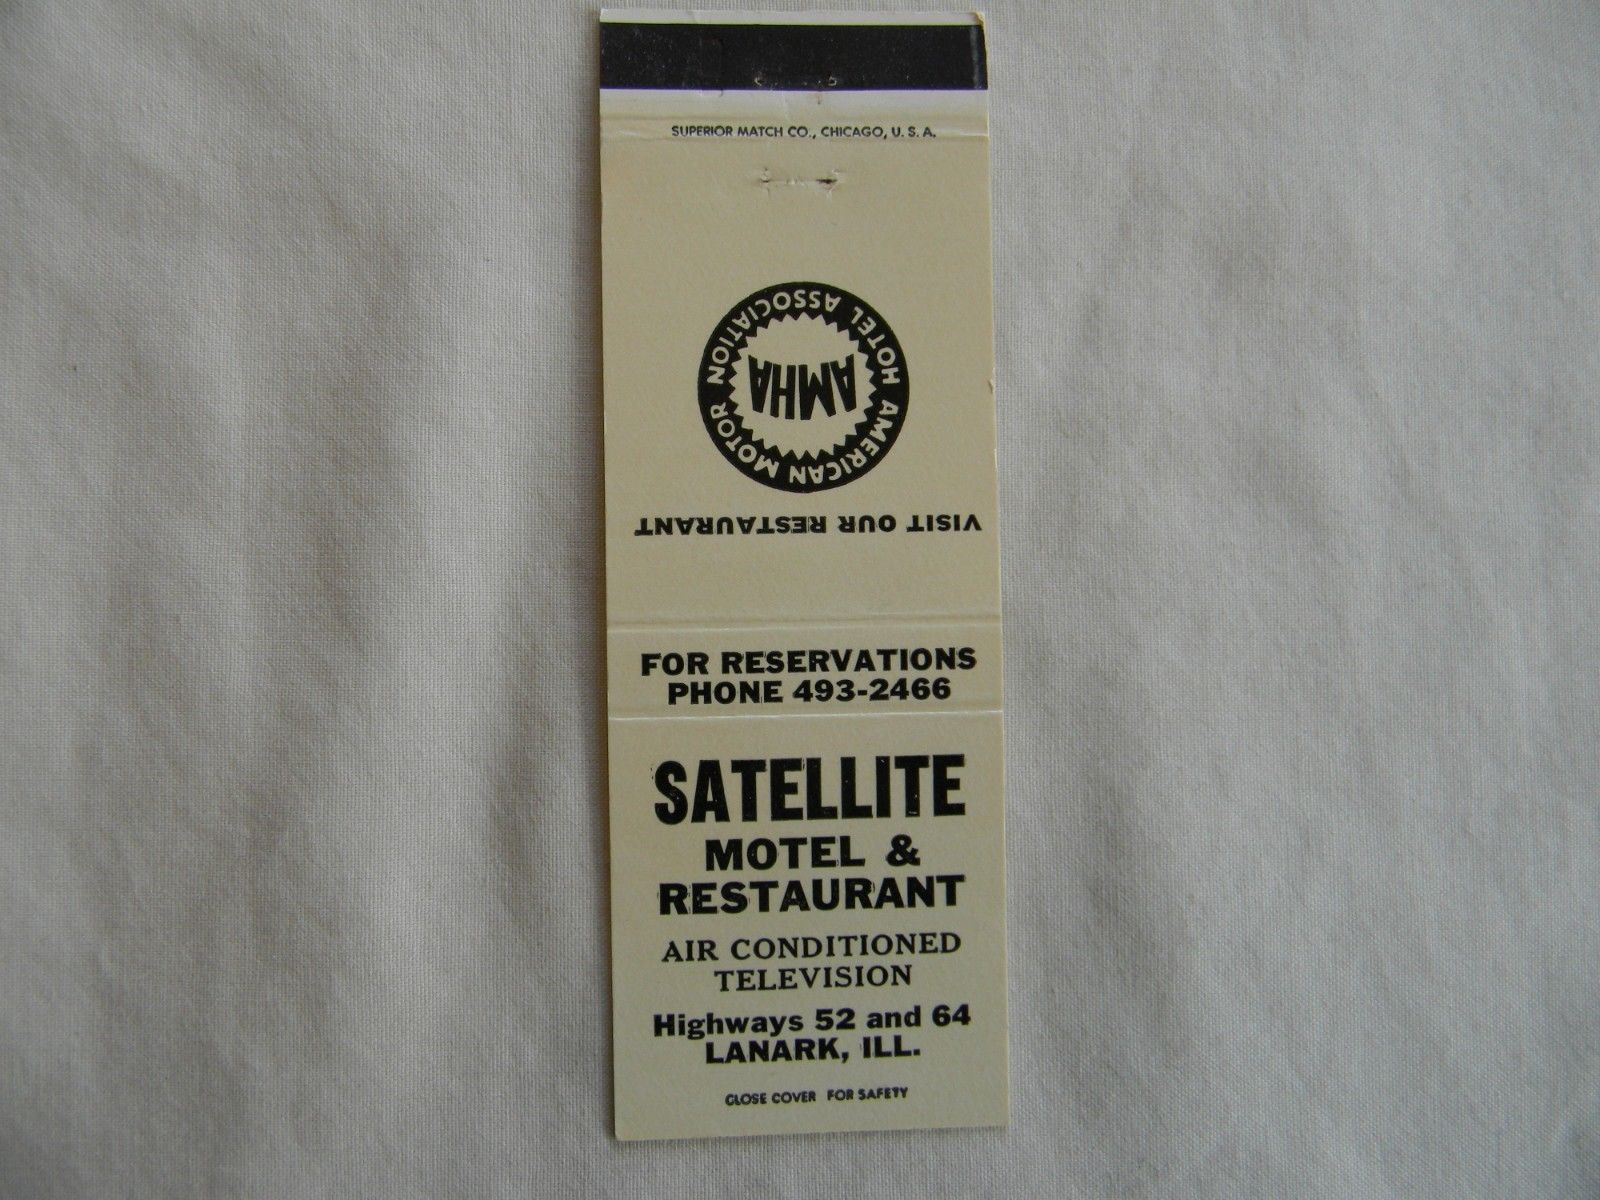 SUPERIOR MATCH CO., CHICAGO, U. S. A.
AMERICAN MOTOR HOTEL ASSOCIATION
AMHA
VISIT OUR RESTAURANT
FOR RESERVATIONS
PHONE 493-2466
SATELLITE
MOTEL &
RESTAURANT
AIR CONDITIONED
TELEVISION
Highways 52 and 64
LANARK, ILL.
CLOSE COVER FOR SAFETY